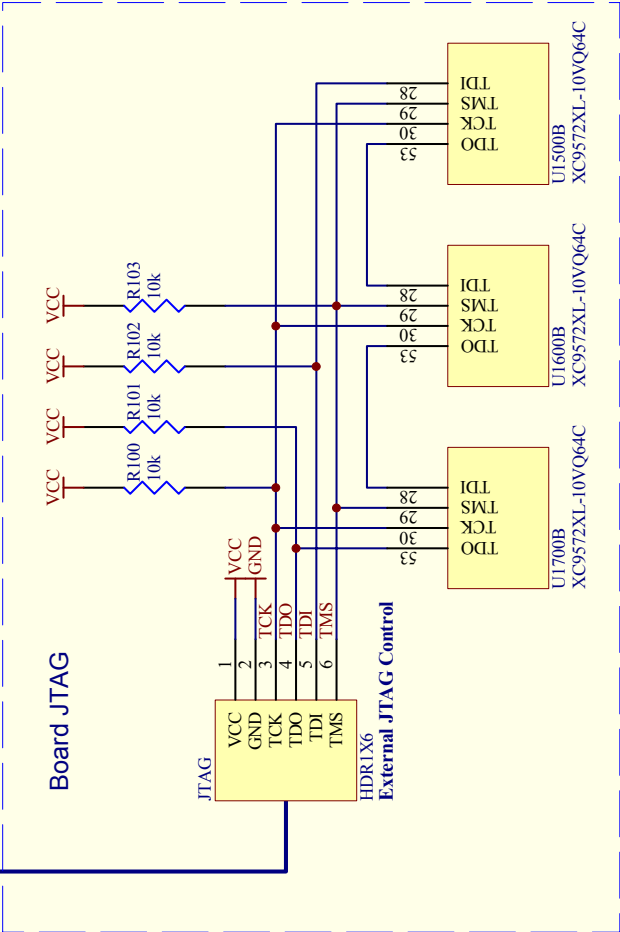 Board JTAG
VCC
R103
10k
VCC
R102
10k
VCC
R101
10k
VCC
R100
10k
VCC
GND
TCK
TDO
TDI
TMS
1
2
3
4
5
6
JTAG
VCC
GND
TCK
TDO
TDI
TMS
HDR1X6
External JTAG Control
TDI
TMS
TCK
TDO
28
29
30
53
U1500B
XC9572XL-10VQ64C
TDI
TMS
TCK
TDO
28
29
30
53
U1600B
XC9572XL-10VQ64C
TDI
TMS
TCK
TDO
28
29
30
53
U1700B
XC9572XL-10VQ64C